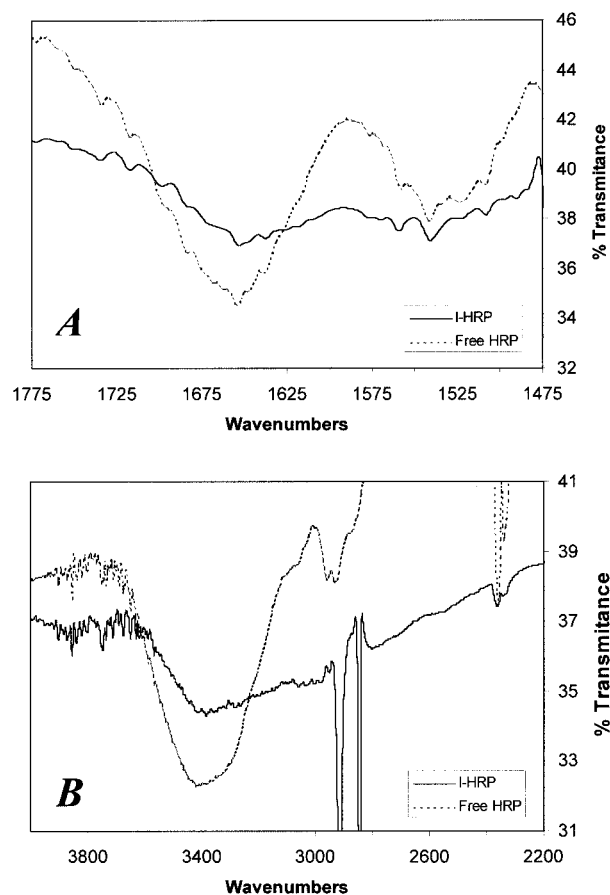 46
44
42
40
38
36
34
32
% Transmitance
A
I-HRP
Free HRP
1775 1725 1675 1625 1575 1525 1475
Wavenumbers
41
39
37
35
33
31
% Transmitance
B
I-HRP
Free HRP
3800 3400 3000 2600 2200
Wavenumbers